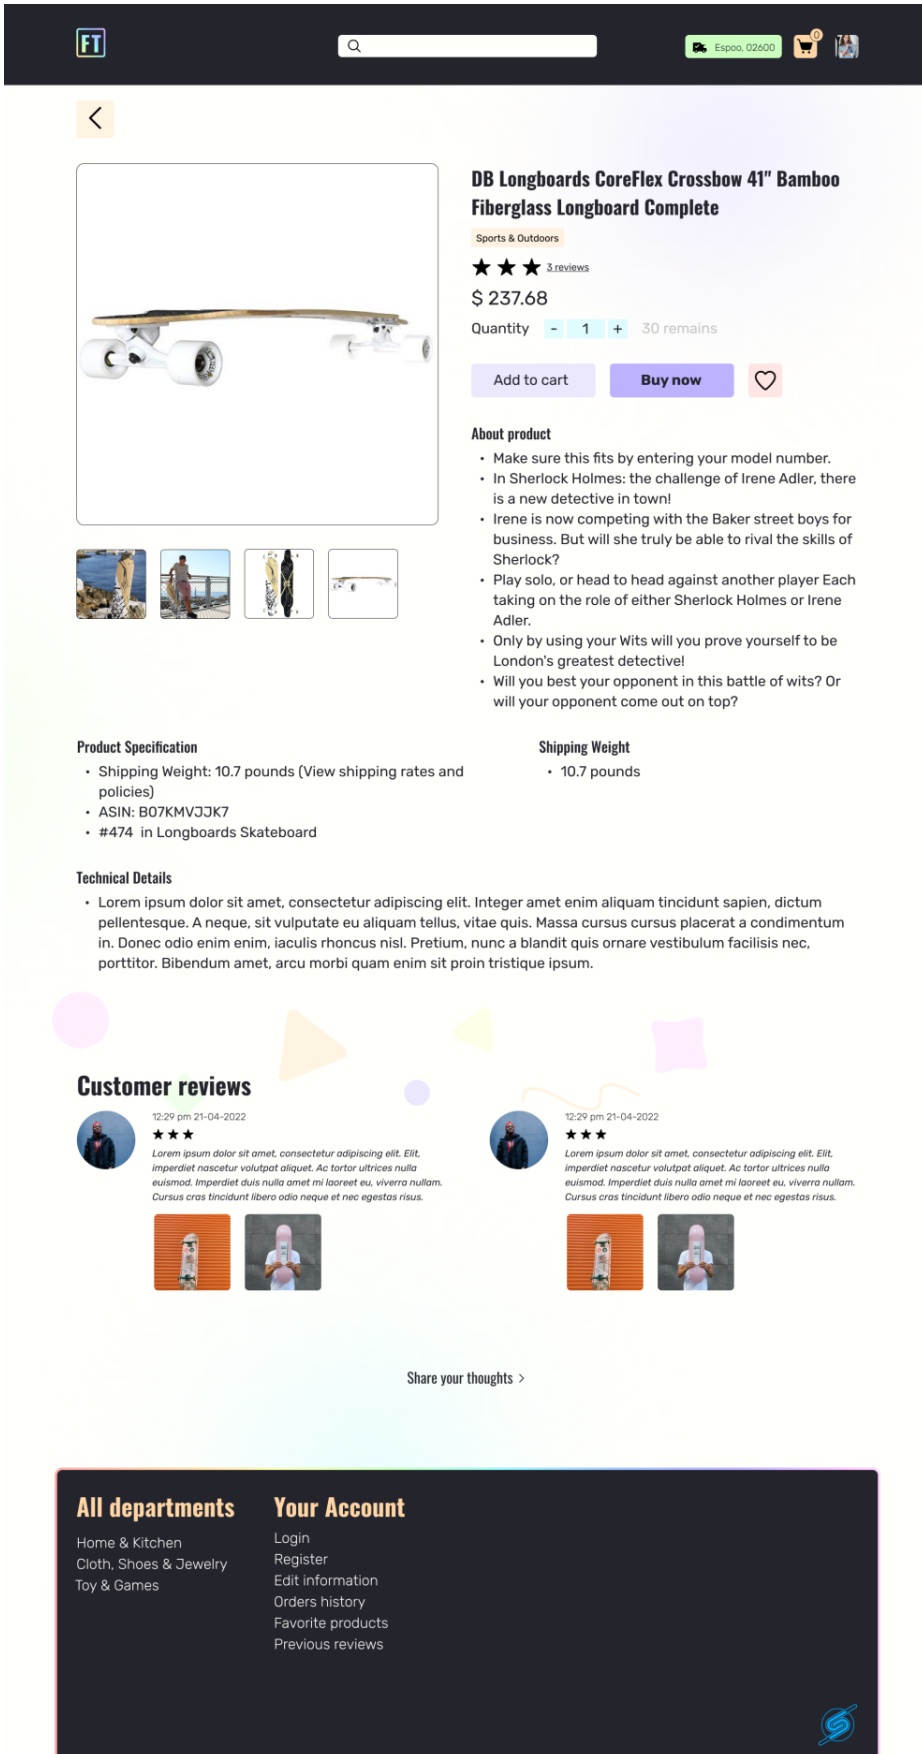 FT
Espoo, 02600
0
DB Longboards CoreFlex Crossbow 41" Bamboo
Fiberglass Longboard Complete
Sports & Outdoors
3 reviews
$ 237.68
Quantity - 1 + 30 remains
Add to cart Buy now
About product
• Make sure this fits by entering your model number.
• In Sherlock Holmes: the challenge of Irene Adler, there
is a new detective in town!
• Irene is now competing with the Baker street boys for
business. But will she truly be able to rival the skills of
Sherlock?
• Play solo, or head to head against another player Each
taking on the role of either Sherlock Holmes or Irene
Adler.
• Only by using your Wits will you prove yourself to be
London's greatest detective!
• Will you best your opponent in this battle of wits? Or
will your opponent come out on top?
Product Specification
• Shipping Weight: 10.7 pounds (View shipping rates and
policies)
• ASIN: B07KMVJJK7
• #474 in Longboards Skateboard
Shipping Weight
• 10.7 pounds
Technical Details
• Lorem ipsum dolor sit amet, consectetur adipiscing elit. Integer amet enim aliquam tincidunt sapien, dictum
pellentesque. A neque, sit vulputate eu aliquam tellus, vitae quis. Massa cursus cursus placerat a condimentum
in. Donec odio enim enim, iaculis rhoncus nisl. Pretium, nunc a blandit quis ornare vestibulum facilisis nec,
porttitor. Bibendum amet, arcu morbi quam enim sit proin tristique ipsum.
Customer reviews
12:29 pm 21-04-2022
Lorem ipsum dolor sit amet, consectetur adipiscing elit. Elit,
imperdiet nascetur volutpat aliquet. Ac tortor ultrices nulla
euismod. Imperdiet duis nulla amet mi laoreet eu, viverra nullam.
Cursus cras tincidunt libero odio neque et nec egestas risus.
12:29 pm 21-04-2022
Lorem ipsum dolor sit amet, consectetur adipiscing elit. Elit,
imperdiet nascetur volutpat aliquet. Ac tortor ultrices nulla
euismod. Imperdiet duis nulla amet mi laoreet eu, viverra nullam.
Cursus cras tincidunt libero odio neque et nec egestas risus.
Share your thoughts >
All departments
Home & Kitchen
Cloth, Shoes & Jewelry
Toy & Games
Your Account
Login
Register
Edit information
Orders history
Favorite products
Previous reviews